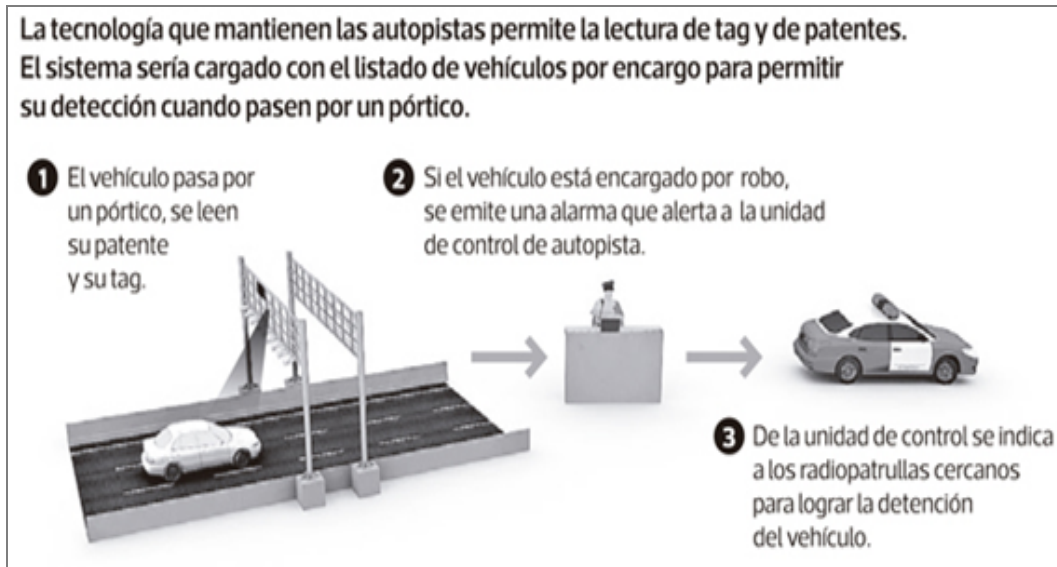 La tecnología que mantienen las autopistas permite la lectura de tag y de patentes.
El sistema sería cargado con el listado de vehículos por encargo para permitir
su detección cuando pasen por un pórtico.
1 El vehículo pasa por
un pórtico, se leen
su patente
y su tag.
2 Si el vehículo está encargado por robo,
se emite una alarma que alerta a la unidad
de control de autopista.
3 De la unidad de control se indica
a los radiopatrullas cercanos
para lograr la detención
del vehículo.